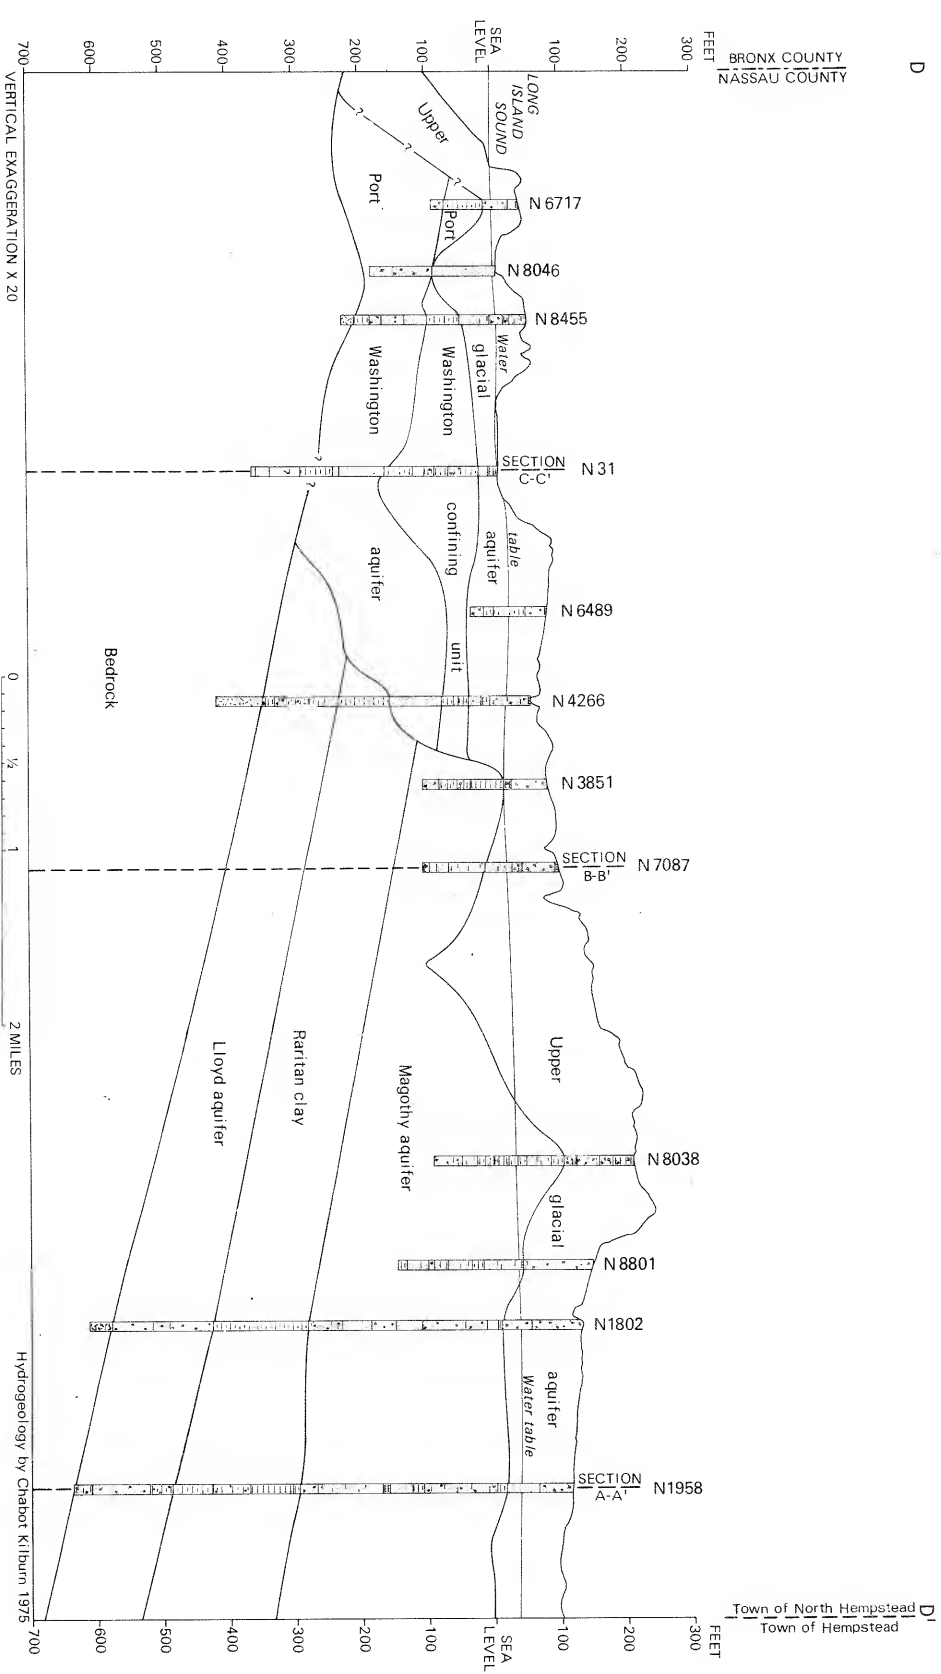 D
BRONX COUNTY
NASSAU COUNTY
FEET
300
200
100
SEA
LEVEL
100
200
300
400
500
600
700
VERTICAL EXAGGERATION X 20
LONG
ISLAND
SOUND
N 6717
N 8046
N 8455
SECTION
C-C'
N 31
N 6489
N 4266
N 3851
SECTION
B-B'
N 7087
N 8038
N 8801
N 1802
SECTION
A-A'
N 1958
Upper
glacial
aquifer
Water
table
Port
Washington
confining
unit
Port
Washington
aquifer
?
?
?
?
?
Upper
glacial
aquifer
Water table
Magothy aquifer
Raritan clay
Lloyd aquifer
Bedrock
0
½
1
2 MILES
Hydrogeology by Chabot Kilburn 1975
D'
Town of North Hempstead
Town of Hempstead
FEET
300
200
100
SEA
LEVEL
100
200
300
400
500
600
700